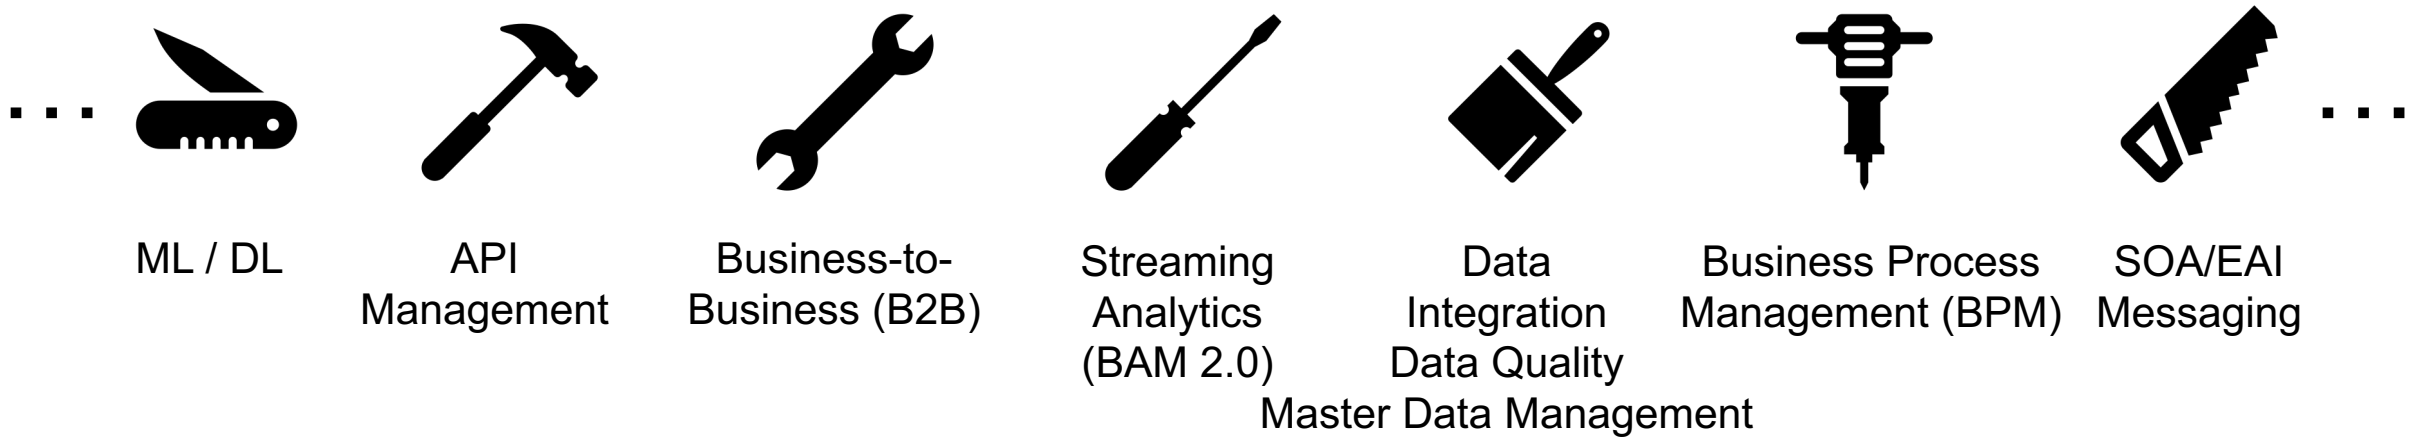 ML / DL
API
Management
Business-to-
Business (B2B)
Streaming
Analytics
(BAM 2.0)
Data
Integration
Data Quality
Master Data Management
Business Process
Management (BPM)
SOA/EAI
Messaging